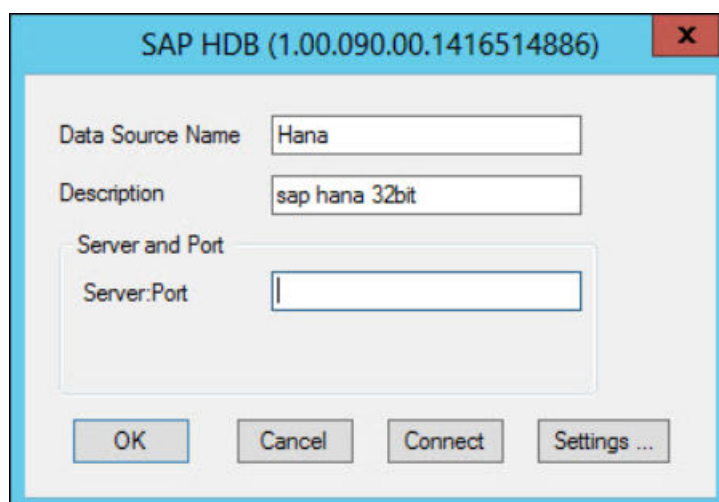 SAP HDB (1.00.090.00.1416514886)
x
Data Source Name Hana
Description sap hana 32bit
Server and Port
Server:Port
OK Cancel Connect Settings ...